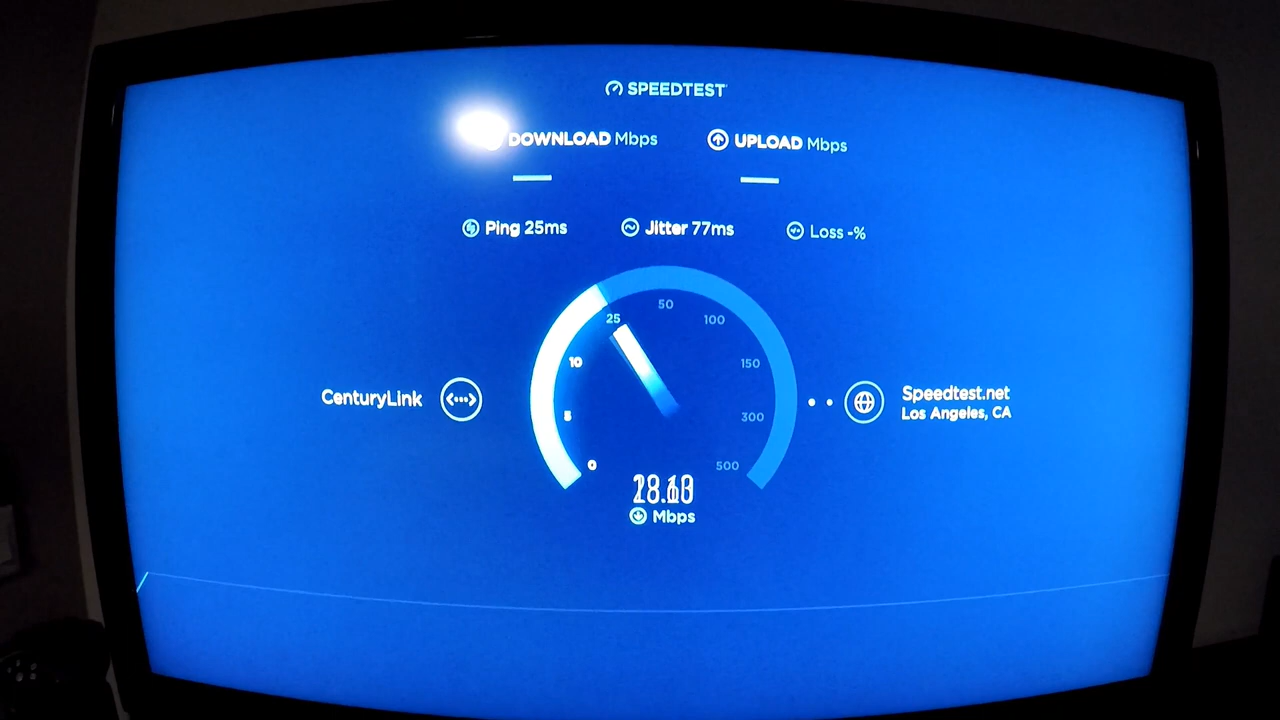 SPEEDTEST
DOWNLOAD Mbps
UPLOAD Mbps
Ping 25ms
Jitter 77ms
Loss -%
50
25
100
10
150
CenturyLink
Speedtest.net
Los Angeles, CA
5
300
0
500
Mbps